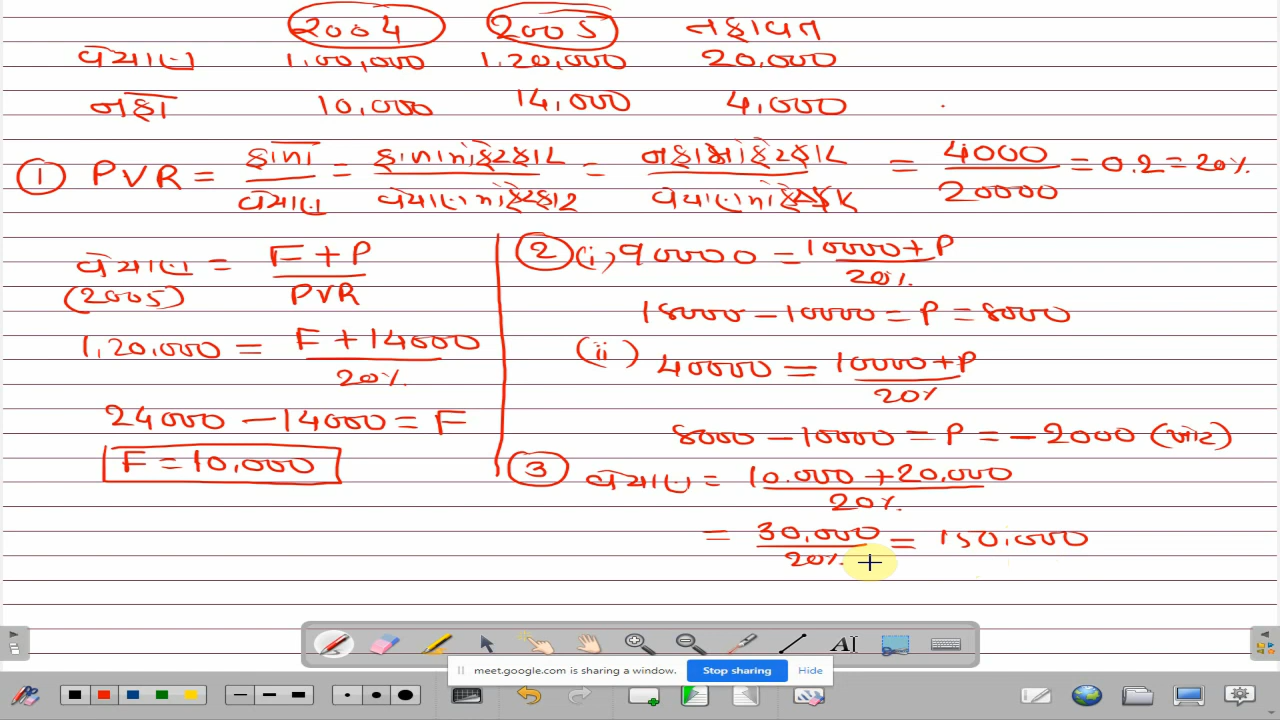 2004 2005 તફાવત
વેચાણ 1,00,000 1,20,000 20,000
નફો 10,000 14,000 4,000
① PVR = ફાળો / વેચાણ = ફાળાનો ફેરફાર / વેચાણનો ફેરફાર = નફાનો ફેરફાર / વેચાણનો ફેરફાર = 4000 / 20000 = 0.2 = 20%
વેચાણ (2005) = F + P / PVR
1,20,000 = F + 14000 / 20%
24000 - 14000 = F
F = 10,000
② (i) 90000 = 10000 + P / 20%
18000 - 10000 = P = 8000
(ii) 40000 = 10000 + P / 20%
8000 - 10000 = P = -2000 (ખોટ)
③ વેચાણ = 10,000 + 20,000 / 20%
= 30,000 / 20% = 150,000
AI
meet.google.com is sharing a window. Stop sharing Hide